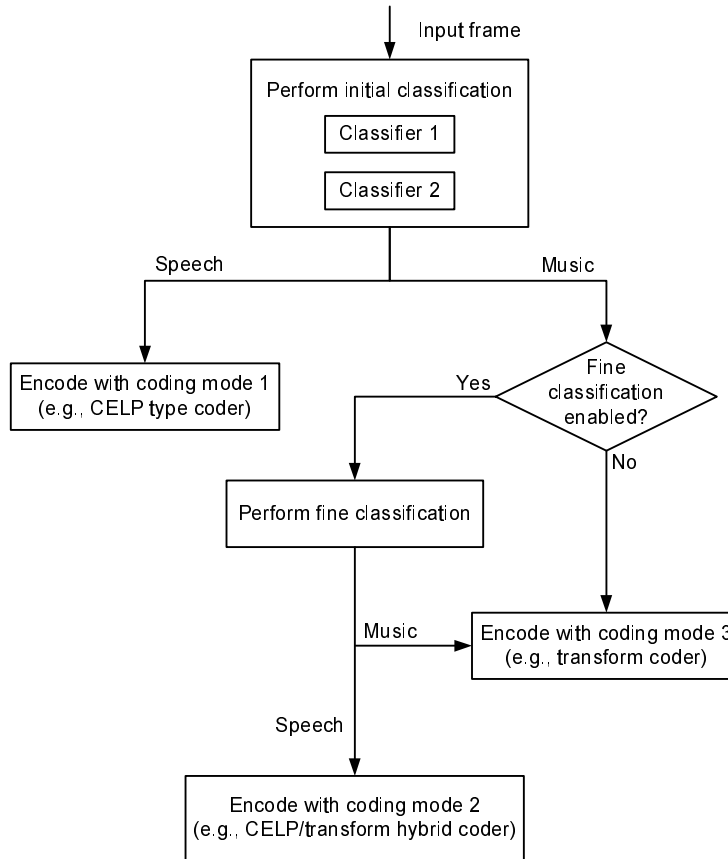 Input frame
Perform initial classification
Classifier 1
Classifier 2
Speech
Music
Encode with coding mode 1
(e.g., CELP type coder)
Yes
Fine
classification
enabled?
No
Perform fine classification
Music
Encode with coding mode 3
(e.g., transform coder)
Speech
Encode with coding mode 2
(e.g., CELP/transform hybrid coder)